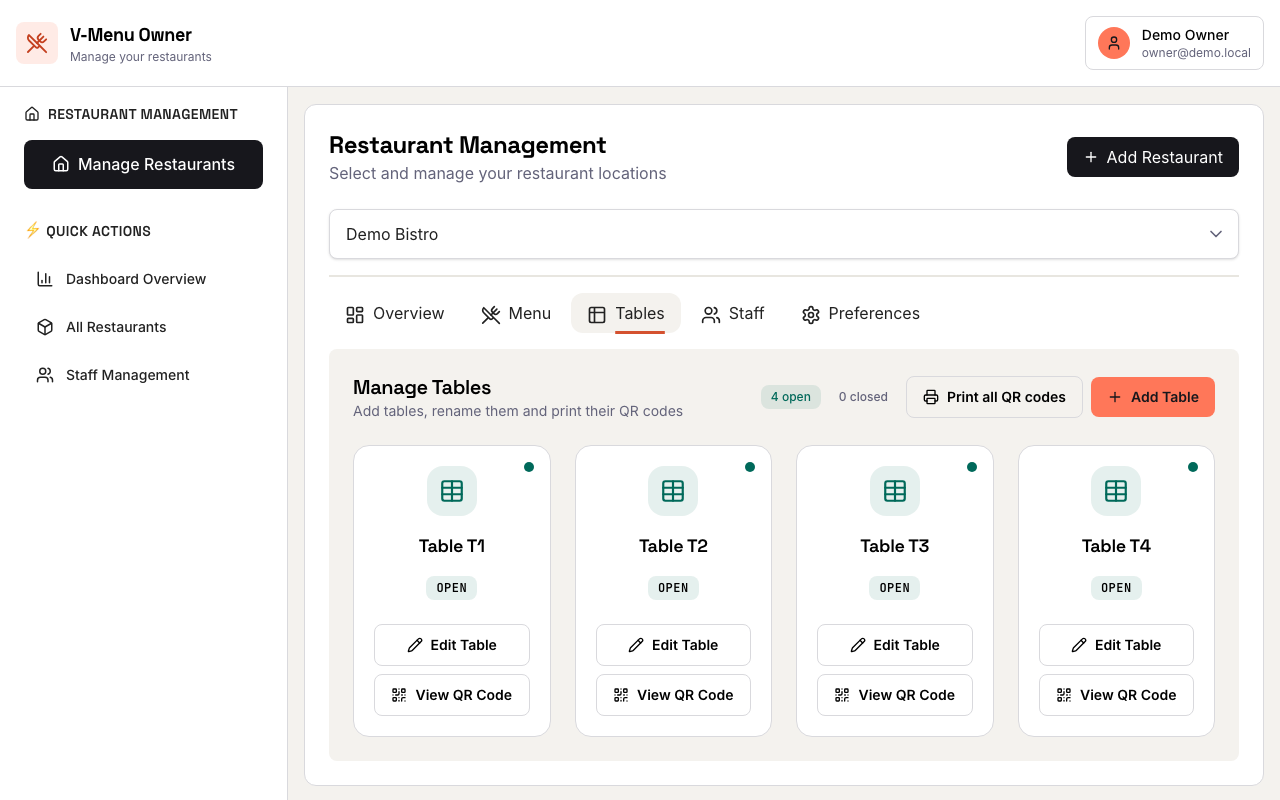 V-Menu Owner
Manage your restaurants
Demo Owner
owner@demo.local
RESTAURANT MANAGEMENT
Manage Restaurants
QUICK ACTIONS
Dashboard Overview
All Restaurants
Staff Management
Restaurant Management
Select and manage your restaurant locations
Add Restaurant
Demo Bistro
Overview
Menu
Tables
Staff
Preferences
Manage Tables
Add tables, rename them and print their QR codes
4 open
0 closed
Print all QR codes
Add Table
Table T1
OPEN
Edit Table
View QR Code
Table T2
OPEN
Edit Table
View QR Code
Table T3
OPEN
Edit Table
View QR Code
Table T4
OPEN
Edit Table
View QR Code